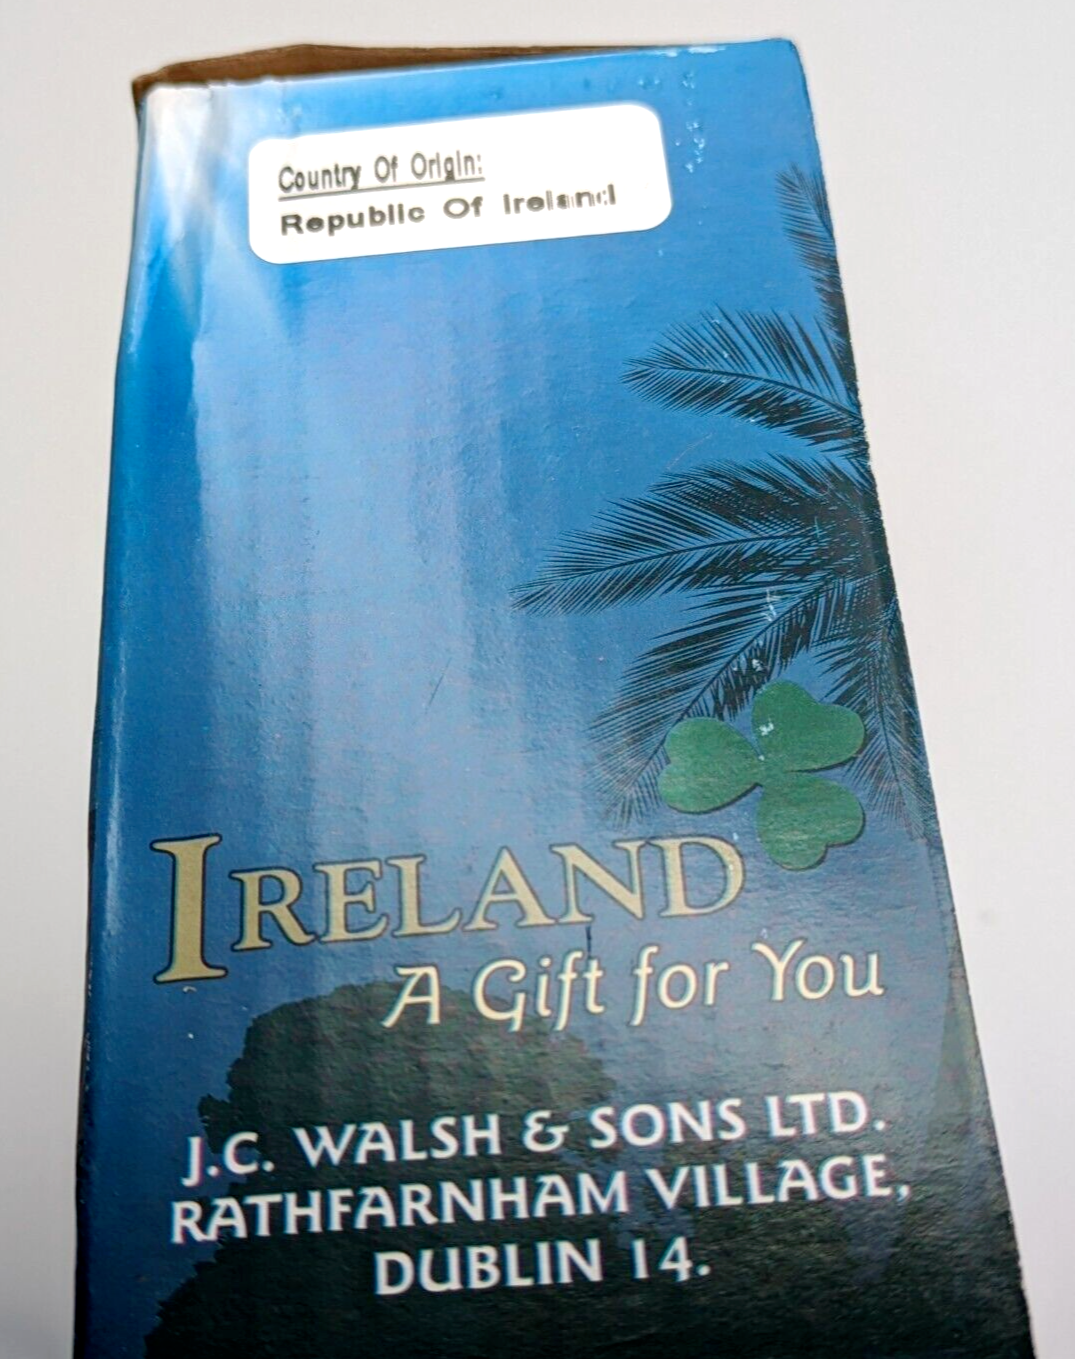 Country Of Origin:
Republic Of Ireland
IRELAND
A Gift for You
J.C. WALSH & SONS LTD.
RATHFARNHAM VILLAGE,
DUBLIN 14.